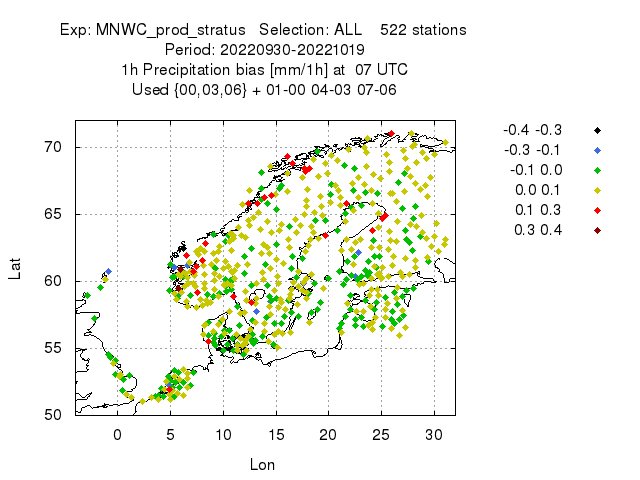 Exp: MNWC_prod_stratus Selection: ALL 522 stations
Period: 20220930-20221019
1h Precipitation bias [mm/1h] at 07 UTC
Used {00,03,06} + 01-00 04-03 07-06
-0.4 -0.3
-0.3 -0.1
-0.1 0.0
0.0 0.1
0.1 0.3
0.3 0.4
70
65
60
55
50
Lat
0 5 10 15 20 25 30
Lon